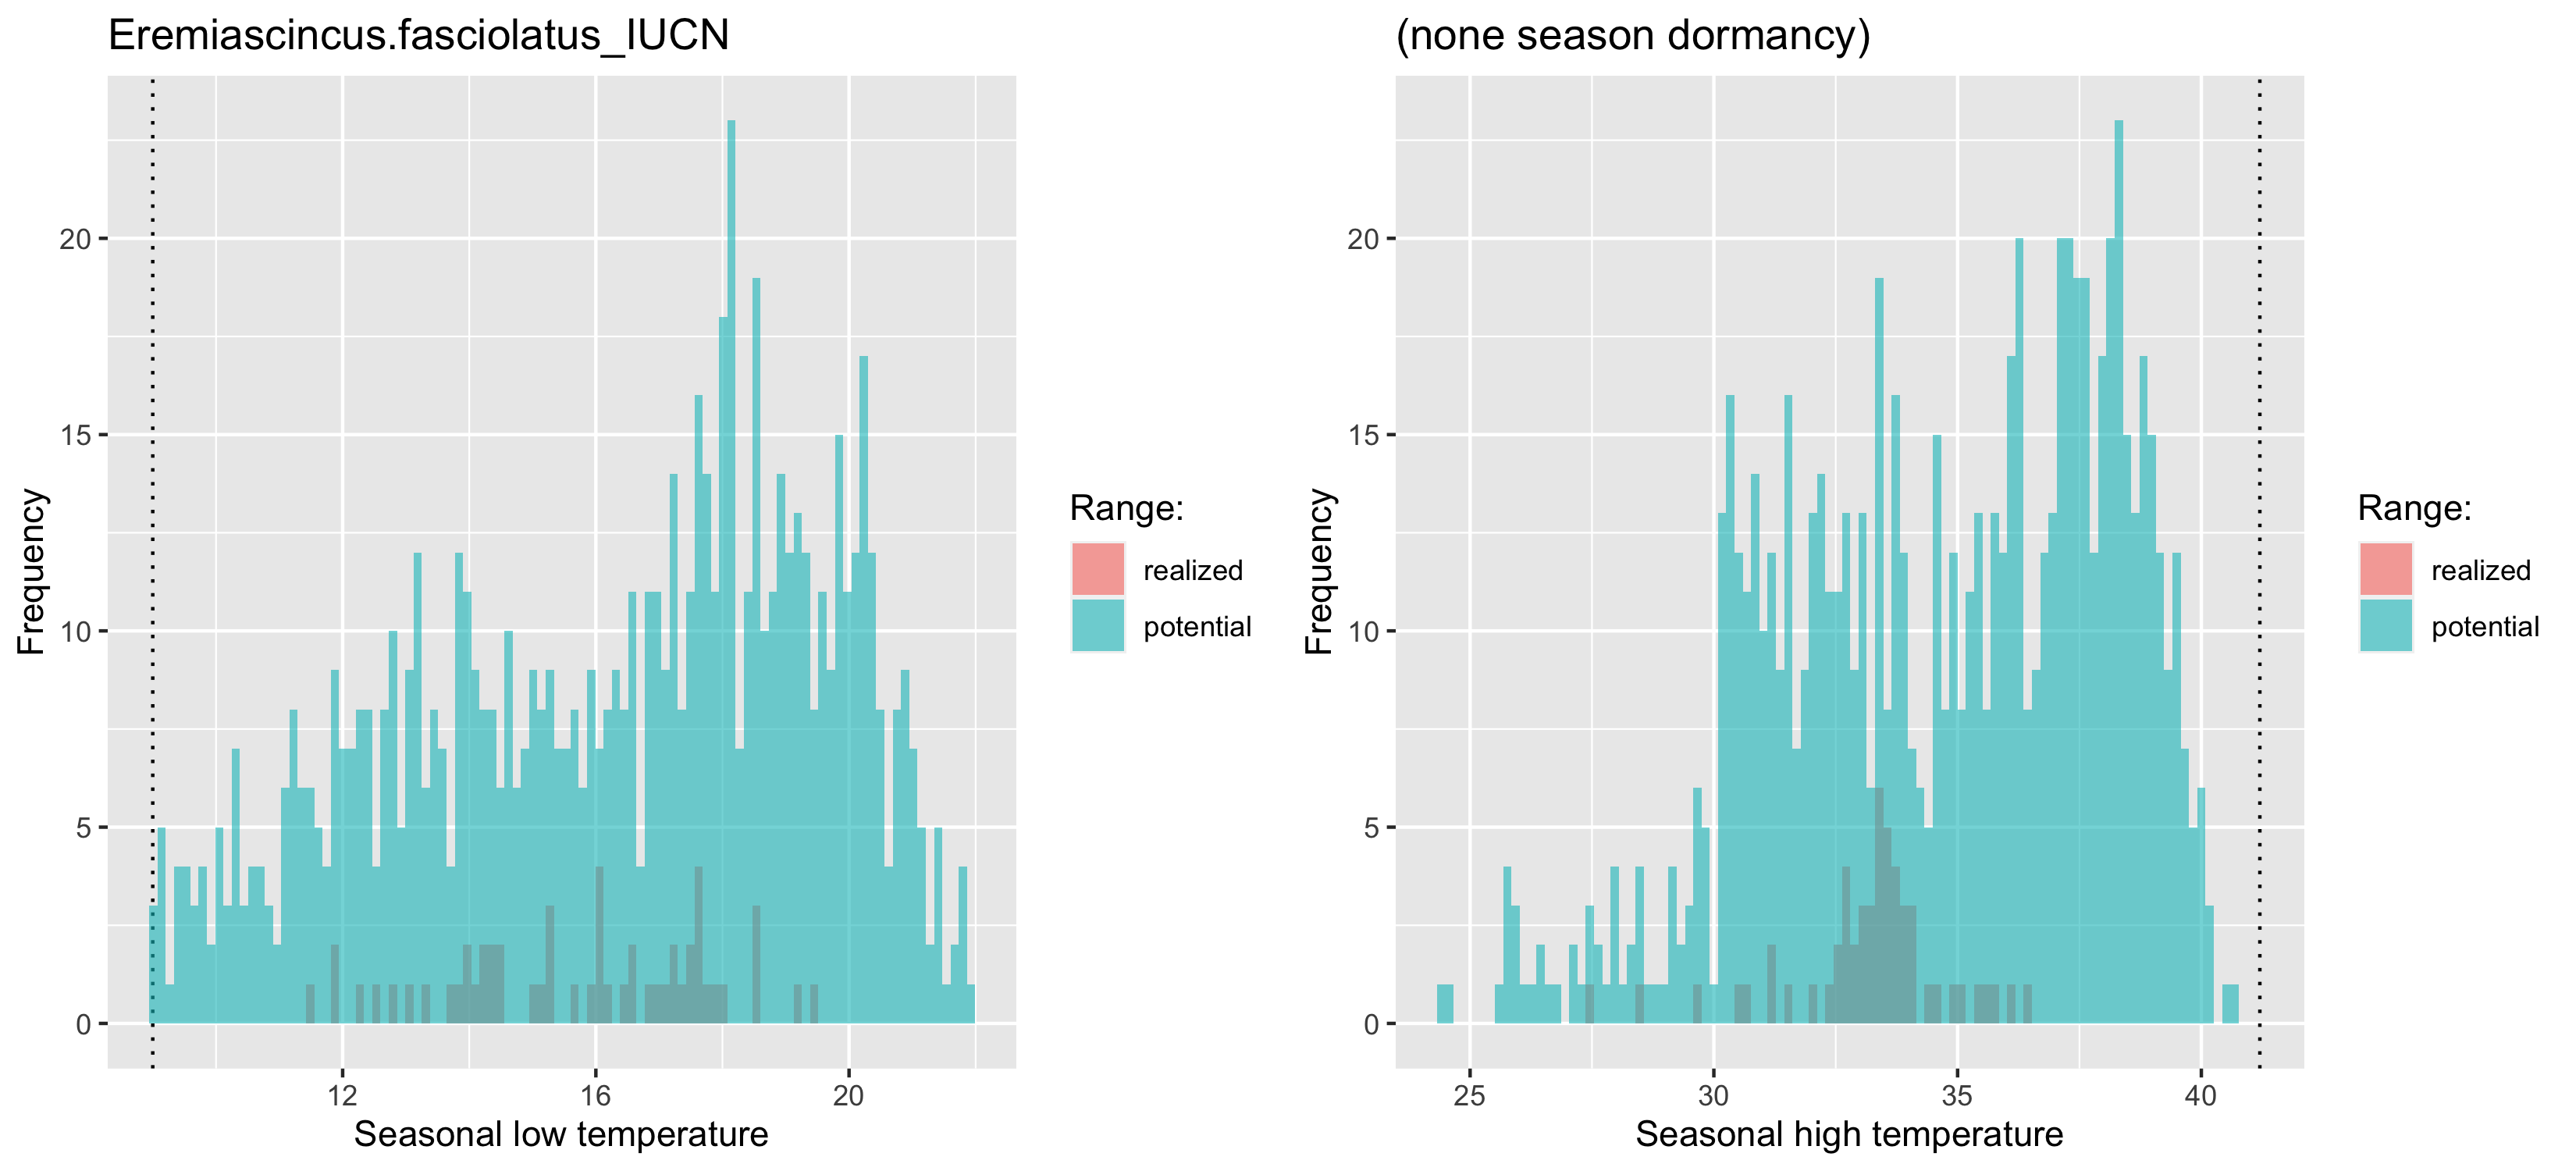 Eremiascincus.fasciolatus_IUCN
Frequency
20
15
10
5
0
12
16
20
Seasonal low temperature
Range:
realized
potential
(none season dormancy)
Frequency
20
15
10
5
0
25
30
35
40
Seasonal high temperature
Range:
realized
potential